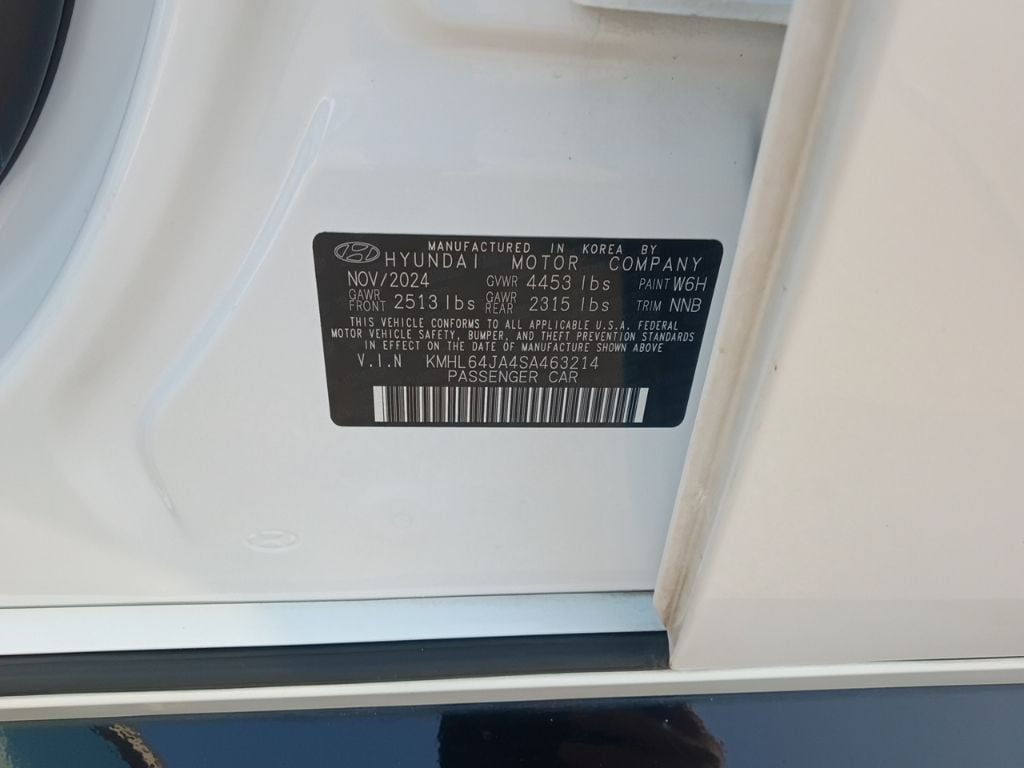 MANUFACTURED IN KOREA BY
HYUNDAI MOTOR COMPANY
NOV/2024 GVWR 4453 lbs PAINT W6H
GAWR FRONT 2513 lbs GAWR REAR 2315 lbs TRIM NNB
THIS VEHICLE CONFORMS TO ALL APPLICABLE U.S.A. FEDERAL
MOTOR VEHICLE SAFETY, BUMPER, AND THEFT PREVENTION STANDARDS
IN EFFECT ON THE DATE OF MANUFACTURE SHOWN ABOVE
V.I.N KMHL64JA4SA463214
PASSENGER CAR